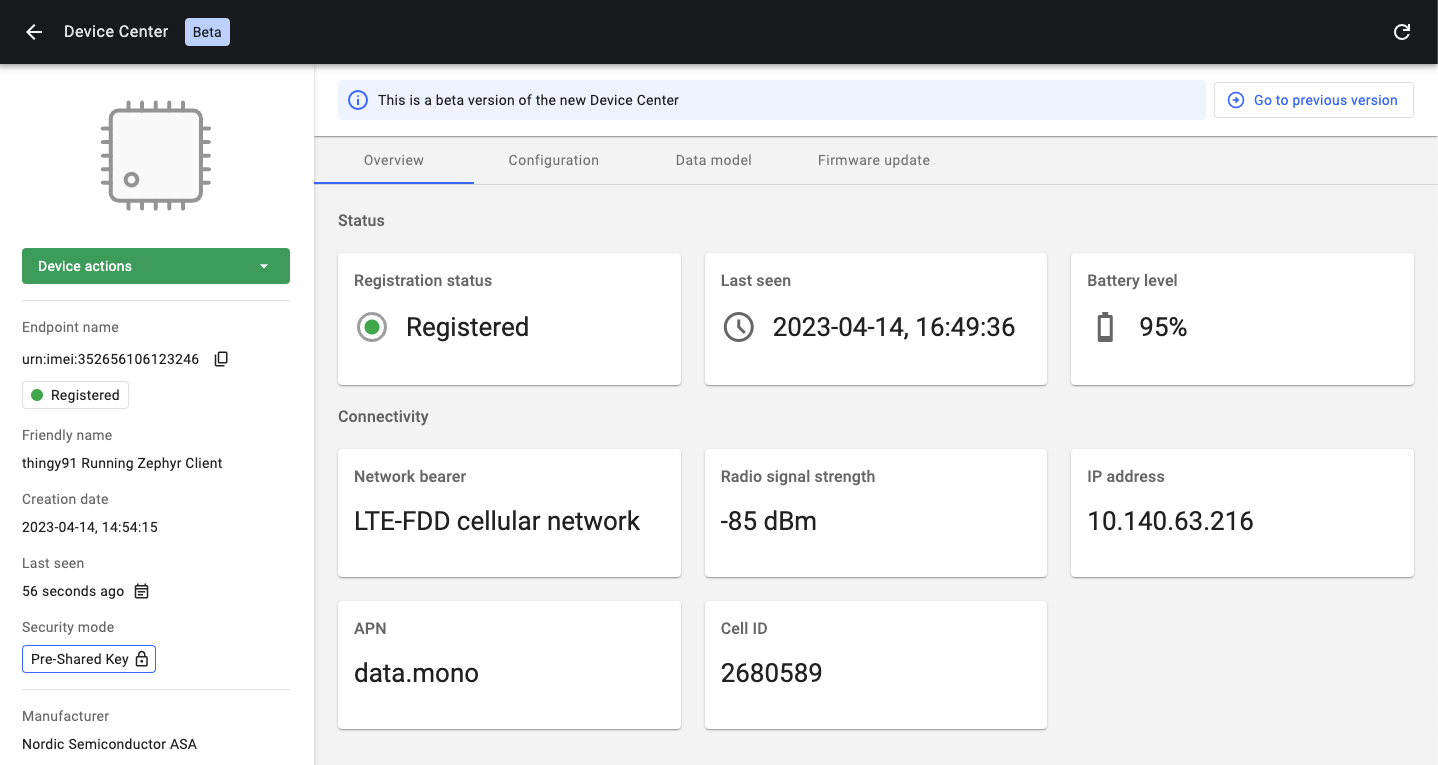 Device Center
Beta
This is a beta version of the new Device Center
Go to previous version
Device actions
Endpoint name
urn:imei:352656106123246
Registered
Friendly name
thingy91 Running Zephyr Client
Creation date
2023-04-14, 14:54:15
Last seen
56 seconds ago
Security mode
Pre-Shared Key
Manufacturer
Nordic Semiconductor ASA
Overview
Configuration
Data model
Firmware update
Status
Registration status
Registered
Last seen
2023-04-14, 16:49:36
Battery level
95%
Connectivity
Network bearer
LTE-FDD cellular network
Radio signal strength
-85 dBm
IP address
10.140.63.216
APN
data.mono
Cell ID
2680589